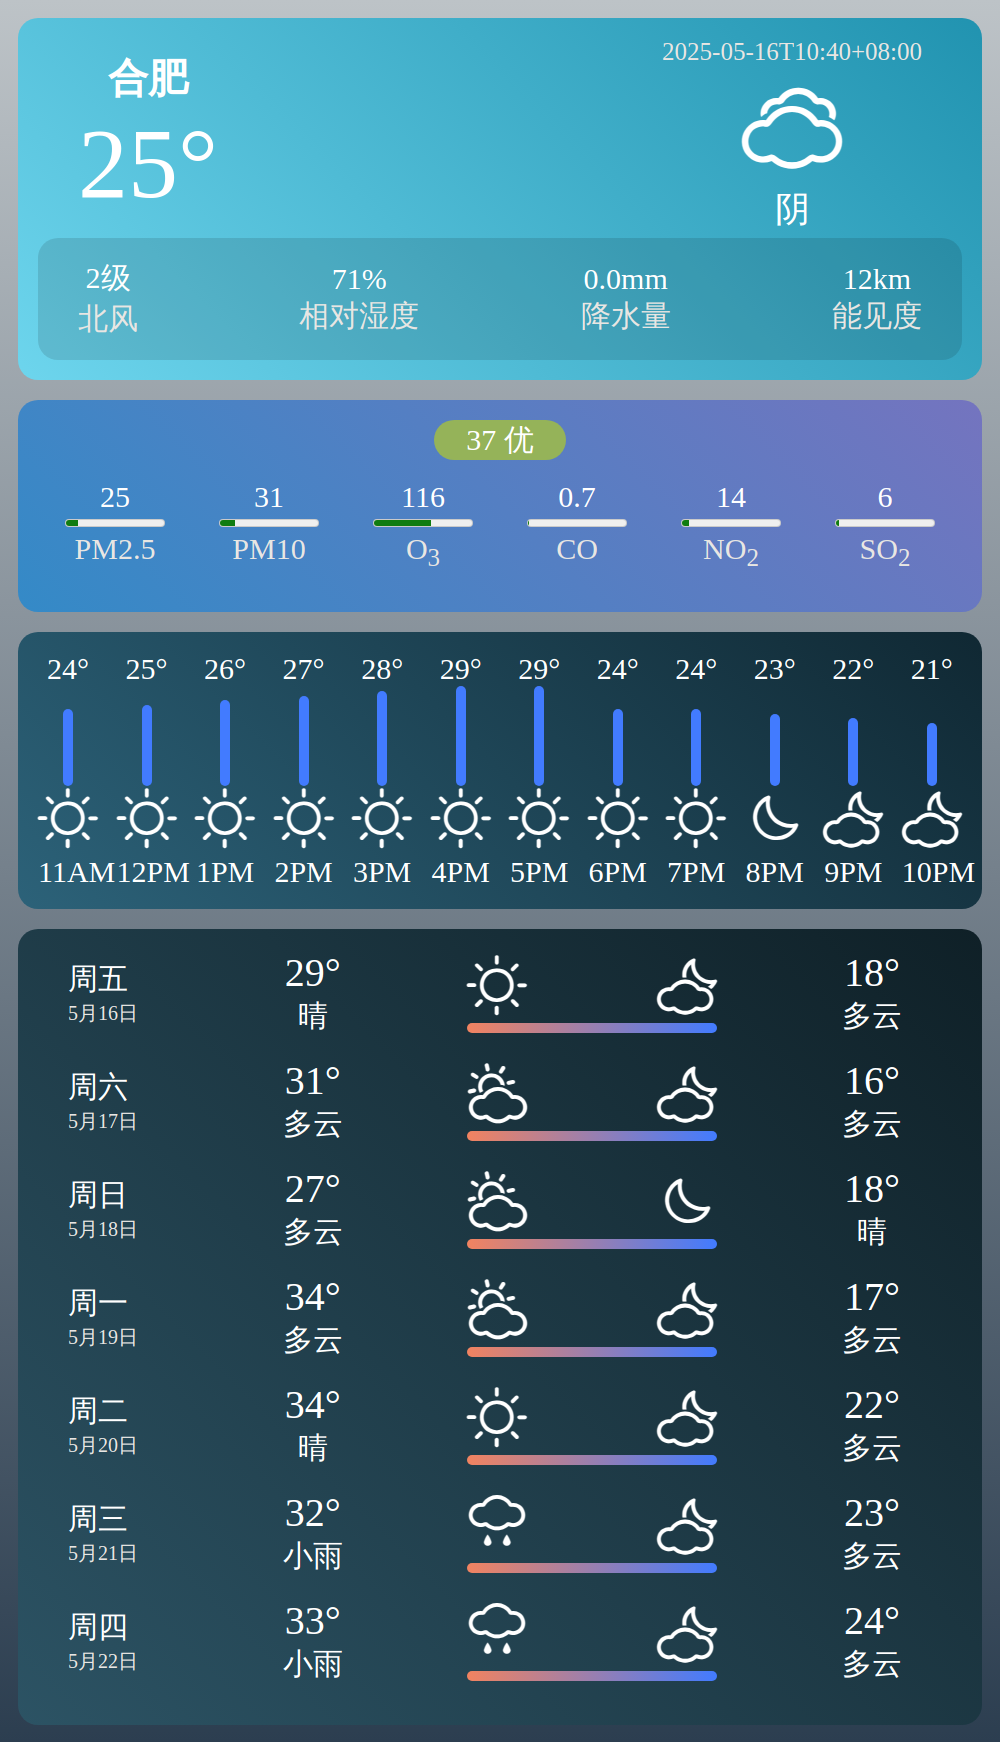 合肥
2025-05-16T10:40+08:00
25°
阴
2级 71% 0.0mm 12km
北风 相对湿度 降水量 能见度
37 优
25 31 116 0.7 14 6
PM2.5 PM10 O3 CO NO2 SO2
24° 25° 26° 27° 28° 29° 29° 24° 24° 23° 22° 21°
11AM 12PM 1PM 2PM 3PM 4PM 5PM 6PM 7PM 8PM 9PM 10PM
周五 29° 18°
5月16日 晴 多云
周六 31° 16°
5月17日 多云 多云
周日 27° 18°
5月18日 多云 晴
周一 34° 17°
5月19日 多云 多云
周二 34° 22°
5月20日 晴 多云
周三 32° 23°
5月21日 小雨 多云
周四 33° 24°
5月22日 小雨 多云